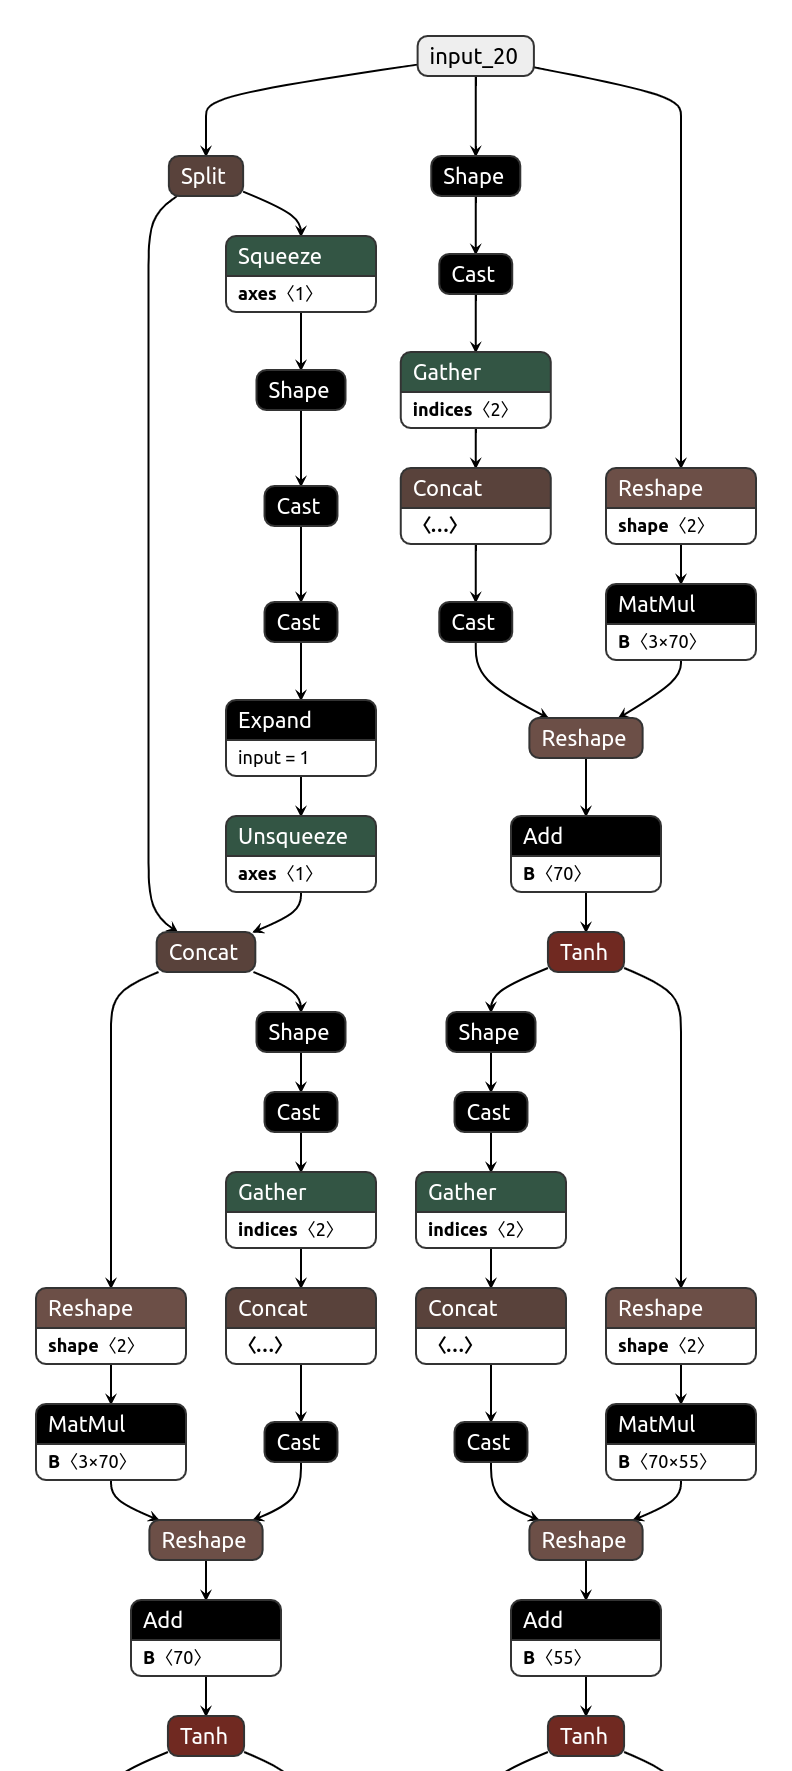 input_20
Split
Shape
Squeeze
axes〈1〉
Cast
Gather
indices〈2〉
Shape
Concat
〈…〉
Reshape
shape〈2〉
Cast
MatMul
B〈3×70〉
Cast
Cast
Expand
input = 1
Reshape
Unsqueeze
axes〈1〉
Add
B〈70〉
Concat
Tanh
Shape
Shape
Cast
Cast
Gather
indices〈2〉
Gather
indices〈2〉
Reshape
shape〈2〉
Concat
〈…〉
Concat
〈…〉
Reshape
shape〈2〉
MatMul
B〈3×70〉
Cast
Cast
MatMul
B〈70×55〉
Reshape
Reshape
Add
B〈70〉
Add
B〈55〉
Tanh
Tanh